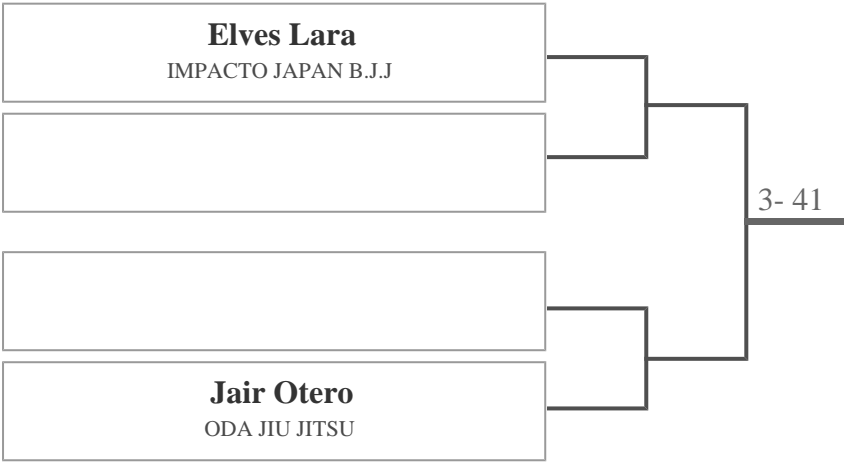 Elves Lara
IMPACTO JAPAN B.J.J
3- 41
Jair Otero
ODA JIU JITSU